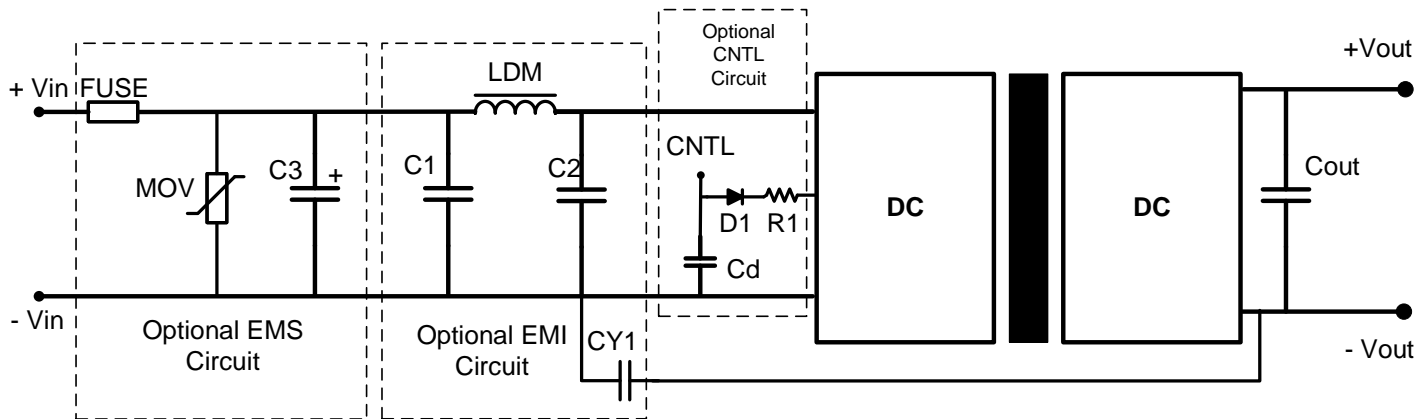 Optional
CNTL
Circuit
+Vout
LDM
+ Vin
FUSE
CNTL
C3
+
C1
C2
MOV
Cout
DC
DC
D1
R1
Cd
- Vin
Optional EMS
Circuit
Optional EMI
Circuit
CY1
- Vout